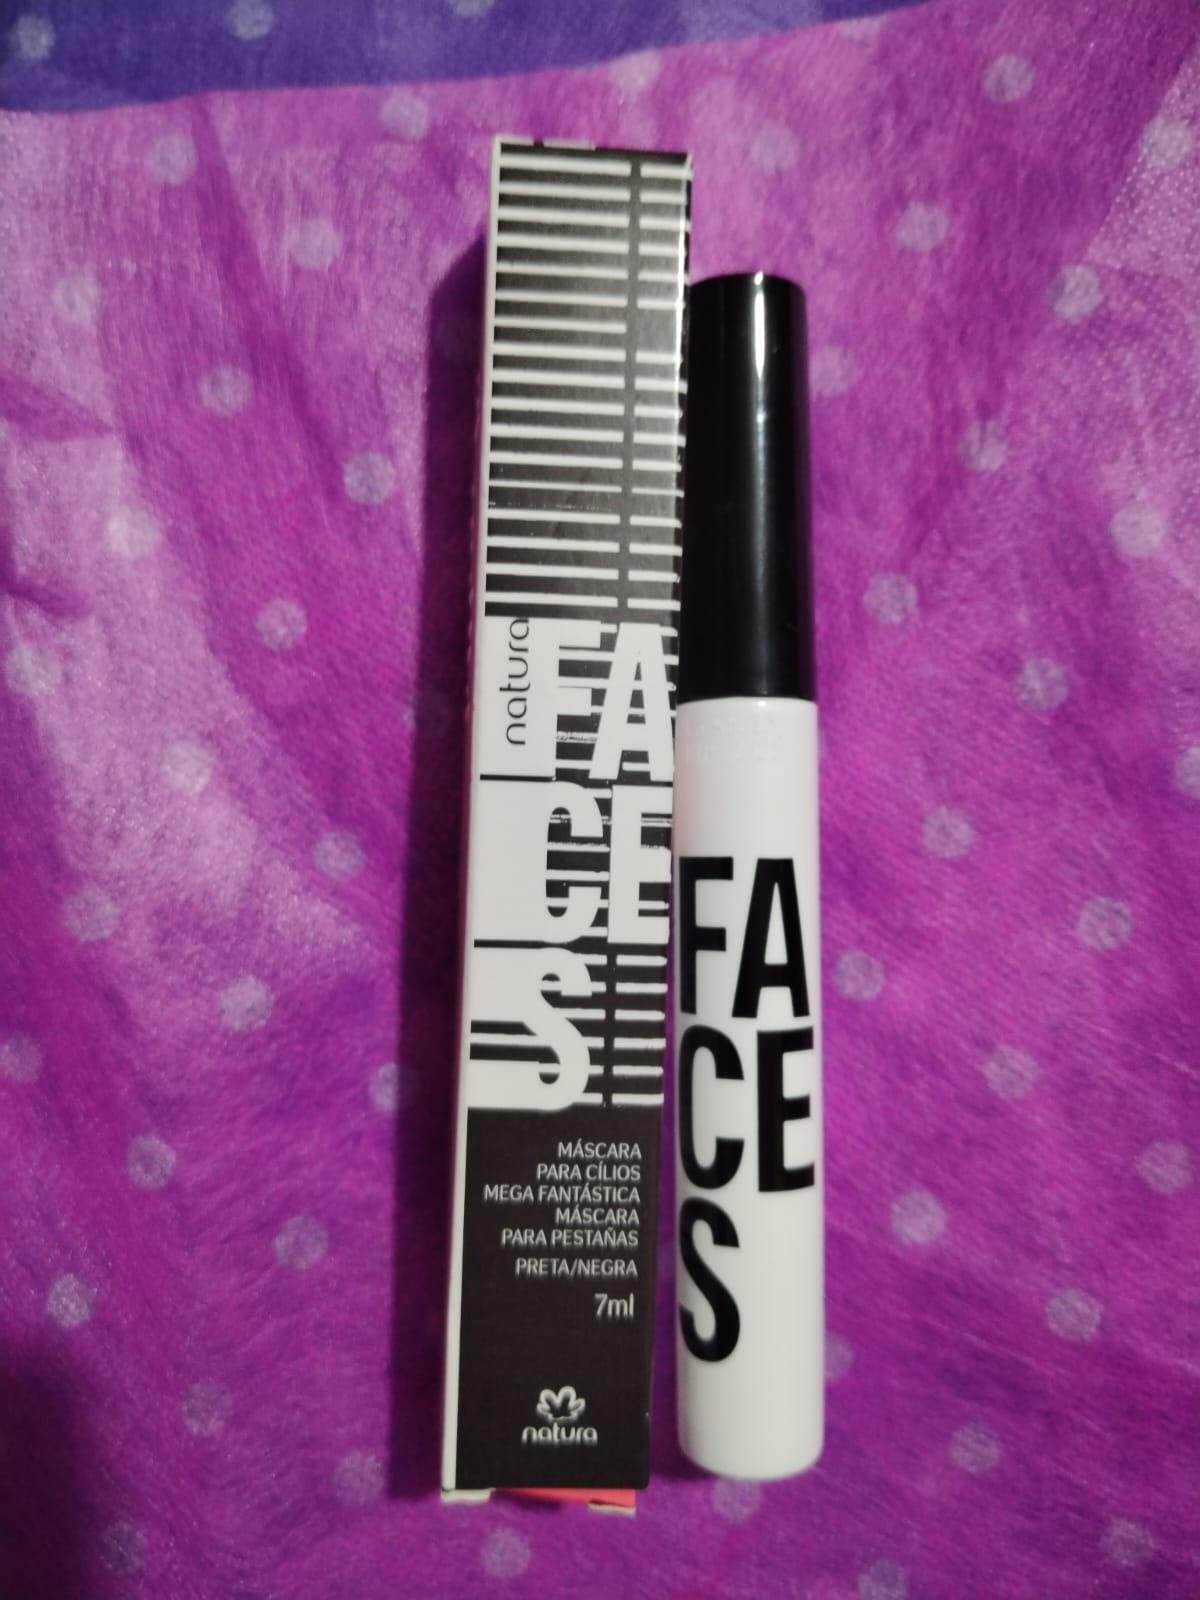 natura
FA
CE
S
MÁSCARA
PARA CÍLIOS
MEGA FANTÁSTICA
MÁSCARA
PARA PESTAÑAS
PRETA/NEGRA
7ml
natura
FA
CE
S